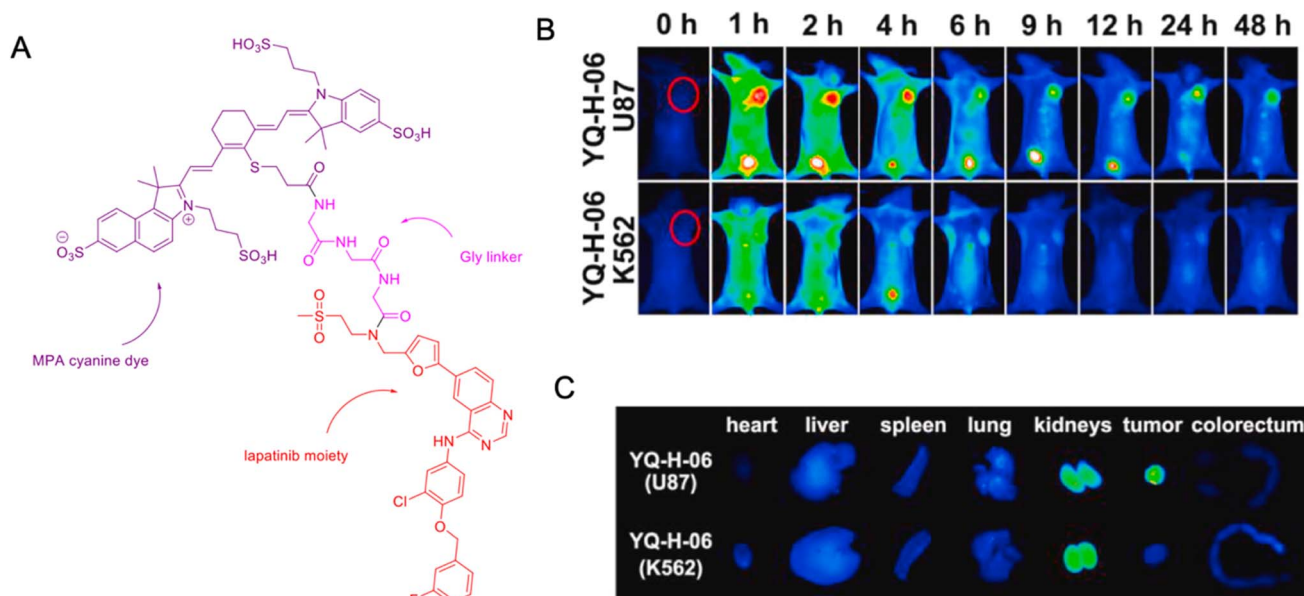 A
HO₃S
N
SO₃H
S
O
N
⊕
NH
⊖
O₃S
SO₃H
O
NH
O
Gly linker
NH
O
S
O
N
O
MPA cyanine dye
O
lapatinib moiety
N
HN
N
Cl
O
F
B
0 h 1 h 2 h 4 h 6 h 9 h 12 h 24 h 48 h
YQ-H-06
U87
YQ-H-06
K562
C
heart liver spleen lung kidneys tumor colorectum
YQ-H-06
(U87)
YQ-H-06
(K562)